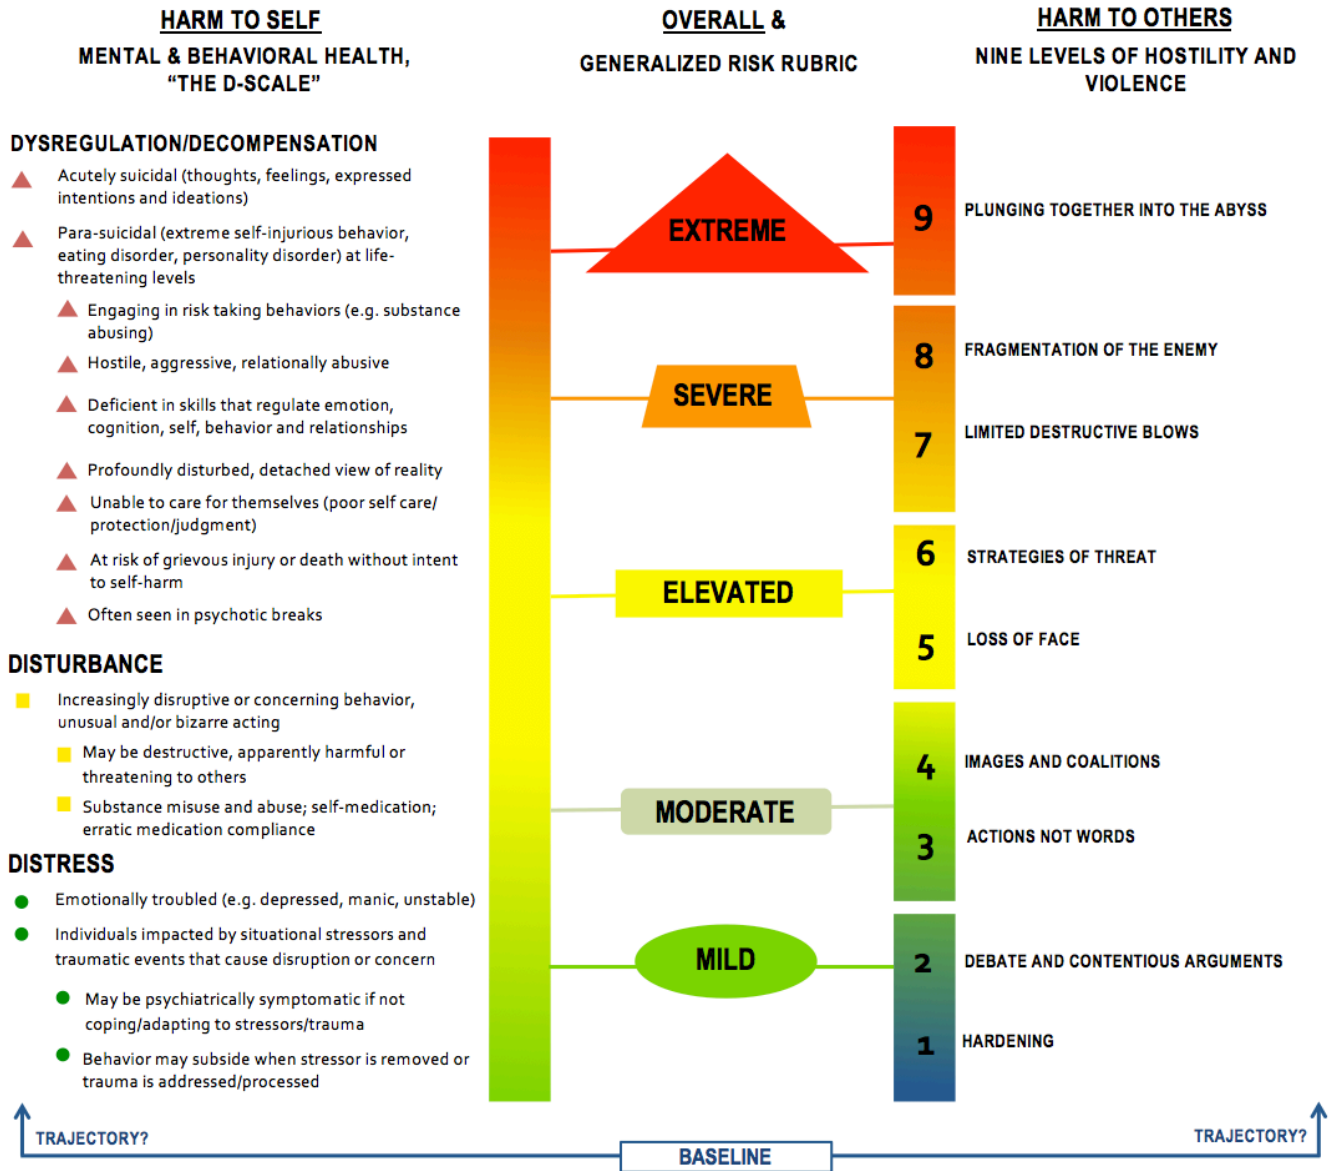 HARM TO SELF
MENTAL & BEHAVIORAL HEALTH,
“THE D-SCALE”
OVERALL &
GENERALIZED RISK RUBRIC
HARM TO OTHERS
NINE LEVELS OF HOSTILITY AND
VIOLENCE
DYSREGULATION/DECOMPENSATION
Acutely suicidal (thoughts, feelings, expressed
intentions and ideations)
Para-suicidal (extreme self-injurious behavior,
eating disorder, personality disorder) at life-
threatening levels
Engaging in risk taking behaviors (e.g. substance
abusing)
Hostile, aggressive, relationally abusive
Deficient in skills that regulate emotion,
cognition, self, behavior and relationships
Profoundly disturbed, detached view of reality
Unable to care for themselves (poor self care/
protection/judgment)
At risk of grievous injury or death without intent
to self-harm
Often seen in psychotic breaks
DISTURBANCE
Increasingly disruptive or concerning behavior,
unusual and/or bizarre acting
May be destructive, apparently harmful or
threatening to others
Substance misuse and abuse; self-medication;
erratic medication compliance
DISTRESS
Emotionally troubled (e.g. depressed, manic, unstable)
Individuals impacted by situational stressors and
traumatic events that cause disruption or concern
May be psychiatrically symptomatic if not
coping/adapting to stressors/trauma
Behavior may subside when stressor is removed or
trauma is addressed/processed
EXTREME
SEVERE
ELEVATED
MODERATE
MILD
9 PLUNGING TOGETHER INTO THE ABYSS
8 FRAGMENTATION OF THE ENEMY
7 LIMITED DESTRUCTIVE BLOWS
6 STRATEGIES OF THREAT
5 LOSS OF FACE
4 IMAGES AND COALITIONS
3 ACTIONS NOT WORDS
2 DEBATE AND CONTENTIOUS ARGUMENTS
1 HARDENING
TRAJECTORY?
BASELINE
TRAJECTORY?